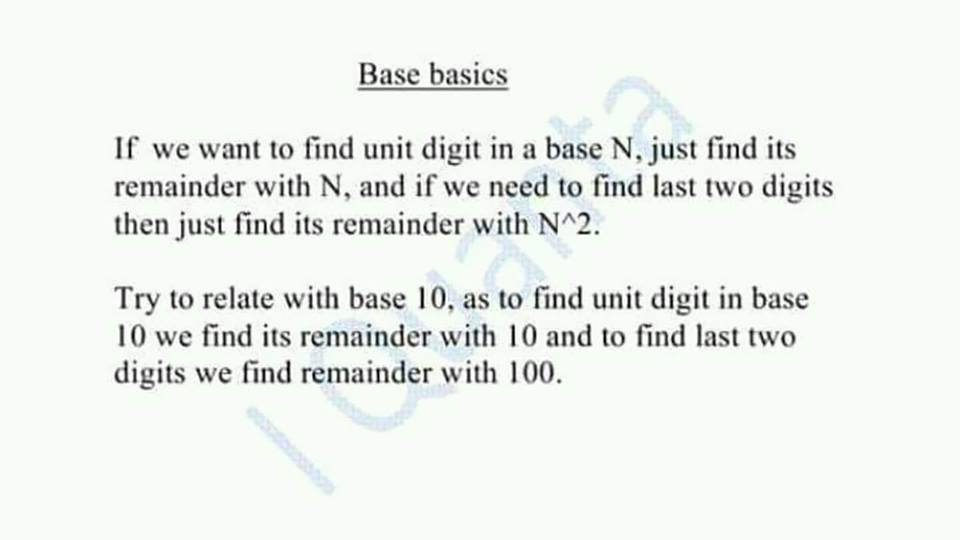 Base basics
If we want to find unit digit in a base N, just find its
remainder with N, and if we need to find last two digits
then just find its remainder with N^2.
Try to relate with base 10, as to find unit digit in base
10 we find its remainder with 10 and to find last two
digits we find remainder with 100.
I Quanta